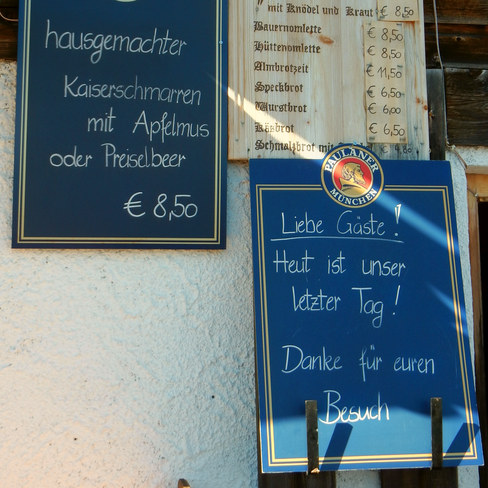 hausgemachter
Kaiserschmarren
mit Apfelmus
oder Preiselbeer
€ 8,50
mit Knödel und Kraut € 8,50
Bauernomlette € 8,50
Hüttenomlette € 8,50
Almbrotzeit € 11,50
Speckbrot € 6,50
Wurstbrot € 6,00
Käsbrot € 6,50
Schmalzbrot mit
PAULANER
MÜNCHEN
Liebe Gäste!
Heut ist unser
letzter Tag!
Danke für euren
Besuch